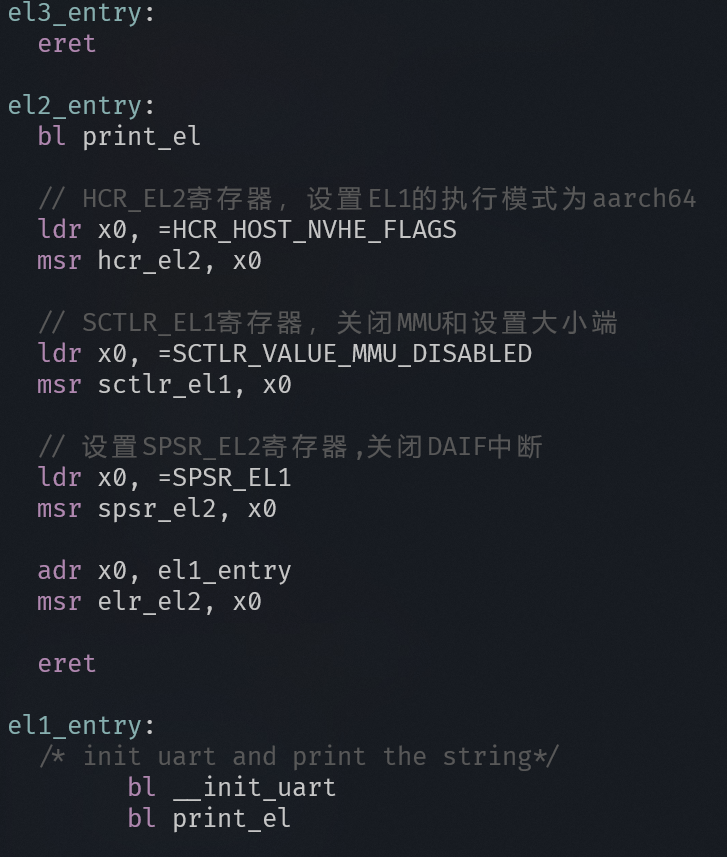 el3_entry:
eret
el2_entry:
bl print_el
// HCR_EL2寄存器, 设置EL1的执行模式为aarch64
ldr x0, =HCR_HOST_NVHE_FLAGS
msr hcr_el2, x0
// SCTLR_EL1寄存器, 关闭MMU和设置大小端
ldr x0, =SCTLR_VALUE_MMU_DISABLED
msr sctlr_el1, x0
// 设置SPSR_EL2寄存器,关闭DAIF中断
ldr x0, =SPSR_EL1
msr spsr_el2, x0
adr x0, el1_entry
msr elr_el2, x0
eret
el1_entry:
/* init uart and print the string*/
bl __init_uart
bl print_el